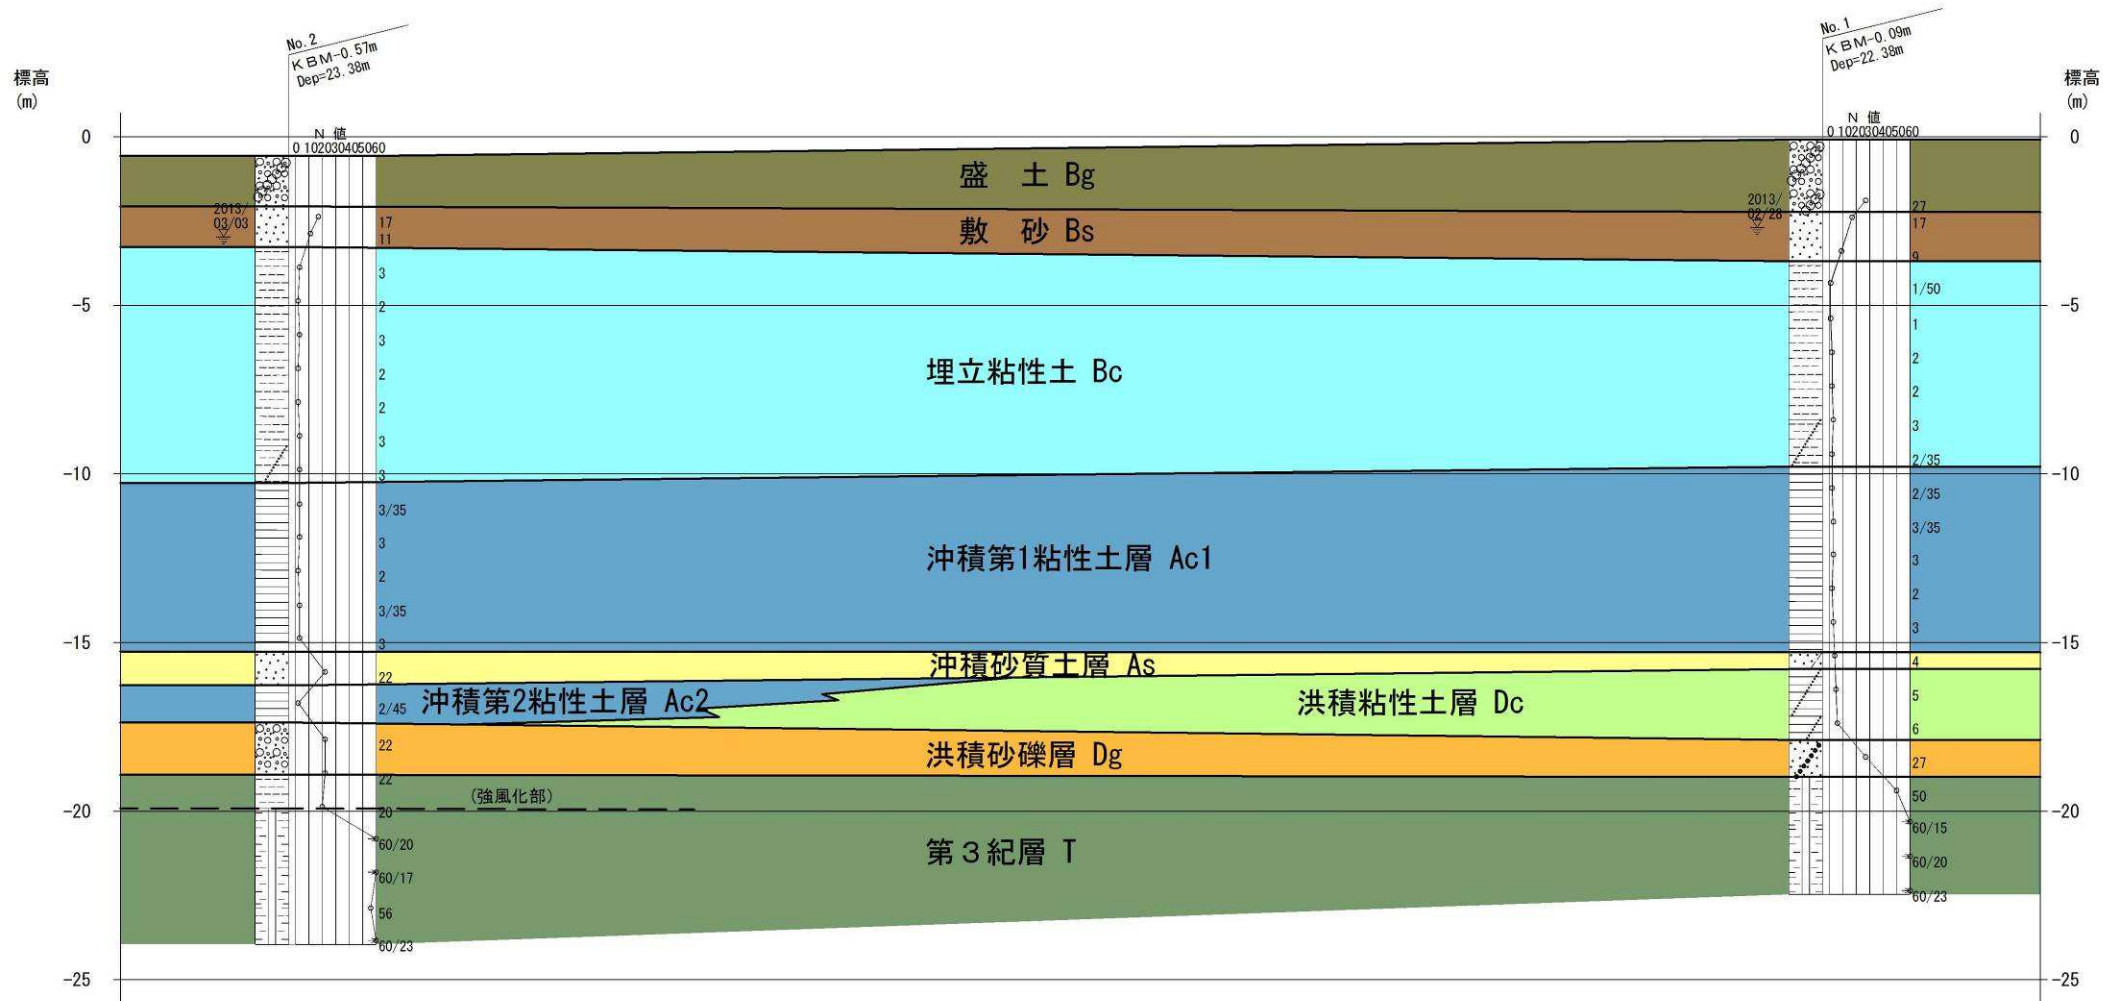 No.2
KBM-0.57m
Dep=23.38m
No.1
KBM-0.09m
Dep=22.38m
標高
(m)
標高
(m)
N 値
0 102030405060
N 値
0 102030405060
0
-5
-10
-15
-20
-25
0
-5
-10
-15
-20
-25
2013/
03/03
2013/
02/28
盛 土 Bg
敷 砂 Bs
埋立粘性土 Bc
沖積第1粘性土層 Ac1
沖積砂質土層 As
沖積第2粘性土層 Ac2
洪積粘性土層 Dc
洪積砂礫層 Dg
(強風化部)
第3紀層 T
17
11
3
2
3
2
2
3
3
3/35
3
2
3/35
3
22
2/45
22
22
20
60/20
60/17
56
60/23
27
17
9
1/50
1
2
2
3
2/35
2/35
3/35
3
2
3
4
5
6
27
50
60/15
60/20
60/23